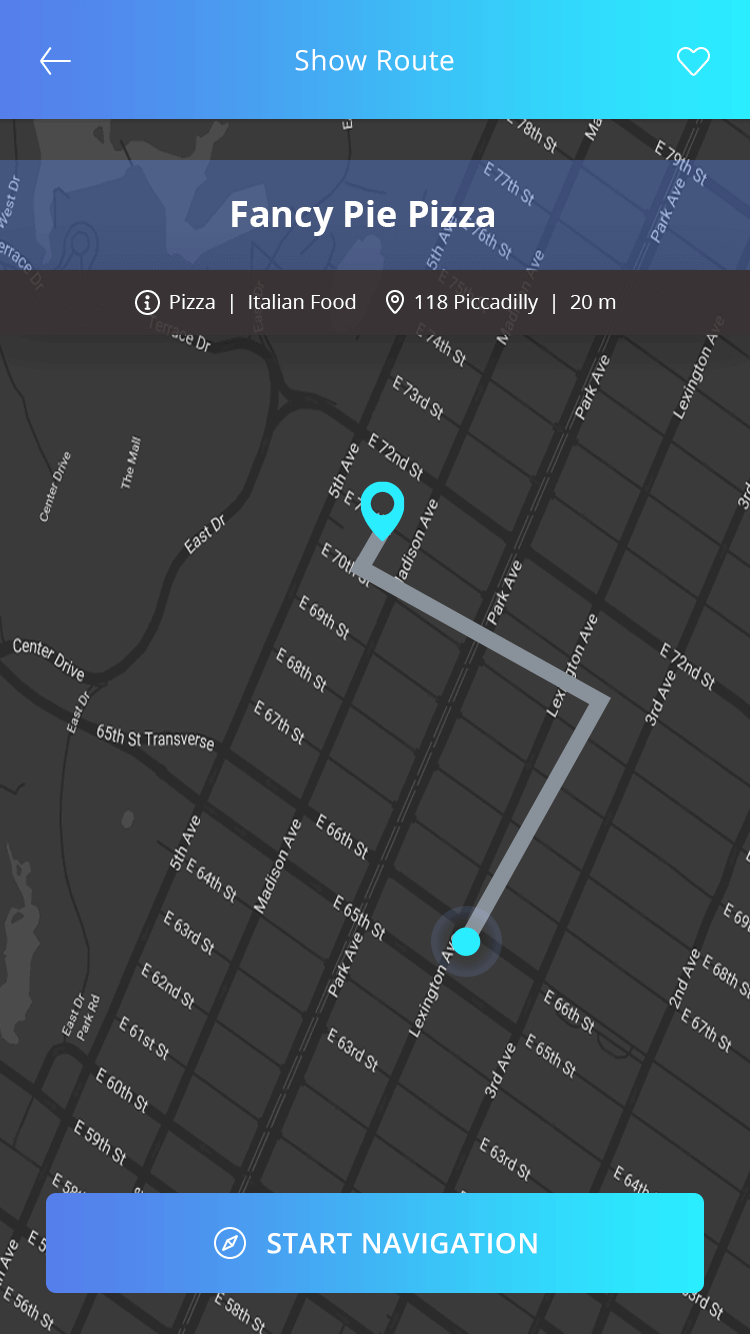 Show Route
E 78th St
E 79th St
E 77th St
West Dr
Park Ave
Fancy Pie Pizza
5th Ave
76th St
Pizza | Italian Food 118 Piccadilly | 20 m
Terrace Dr
E 74th St
Lexington Ave
E 73rd St
Park Ave
5th Ave
E 72nd St
The Mall
Center Drive
Madison Ave
East Dr
E 70th St
Park Ave
E 69th St
Lexington Ave
Center Drive
E 68th St
E 72nd St
3rd Ave
East Dr
E 67th St
65th St Transverse
5th Ave
Madison Ave
E 66th St
E 64th St
E 65th St
E 63rd St
Park Ave
Lexington Ave
2nd Ave
E 68th St
E 62nd St
E 66th St
E 67th St
East Dr
Park Rd
E 61st St
E 63rd St
E 65th St
3rd Ave
E 60th St
E 59th St
E 63rd St
E 64th
START NAVIGATION
E 56th St
E 58th St